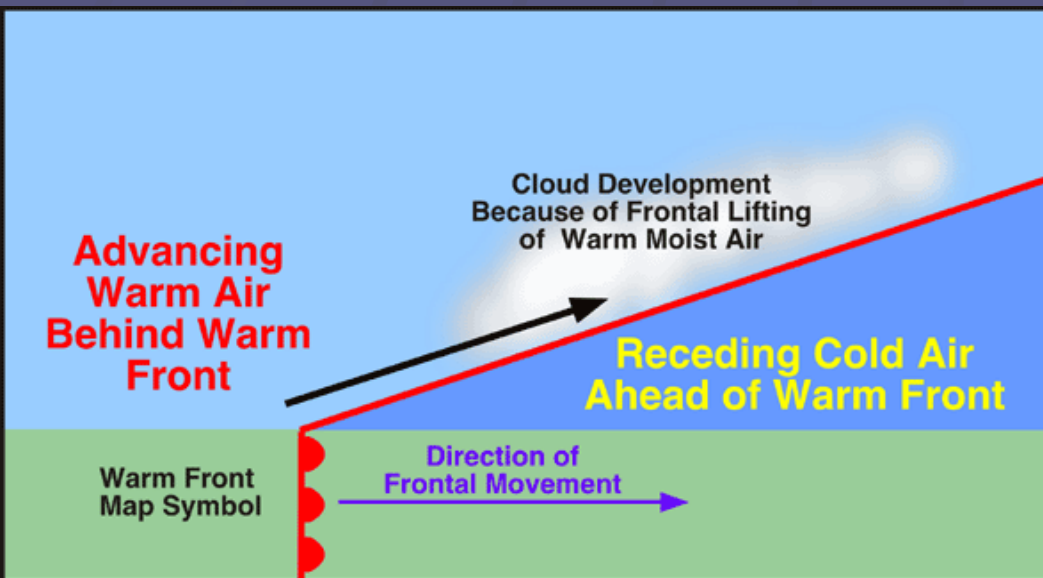 Cloud Development
Because of Frontal Lifting
of Warm Moist Air
Advancing
Warm Air
Behind Warm
Front
Receding Cold Air
Ahead of Warm Front
Warm Front
Map Symbol
Direction of
Frontal Movement